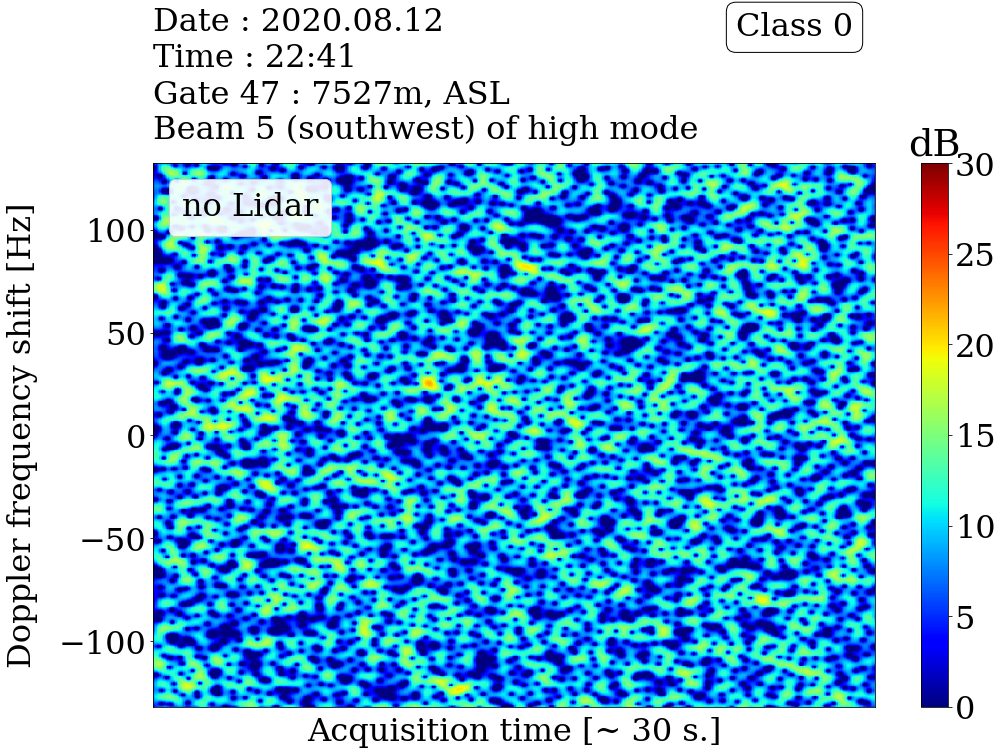 Date : 2020.08.12
Time : 22:41
Gate 47 : 7527m, ASL
Beam 5 (southwest) of high mode
Class 0
no Lidar
Doppler frequency shift [Hz]
100
50
0
−50
−100
Acquisition time [~ 30 s.]
dB
30
25
20
15
10
5
0